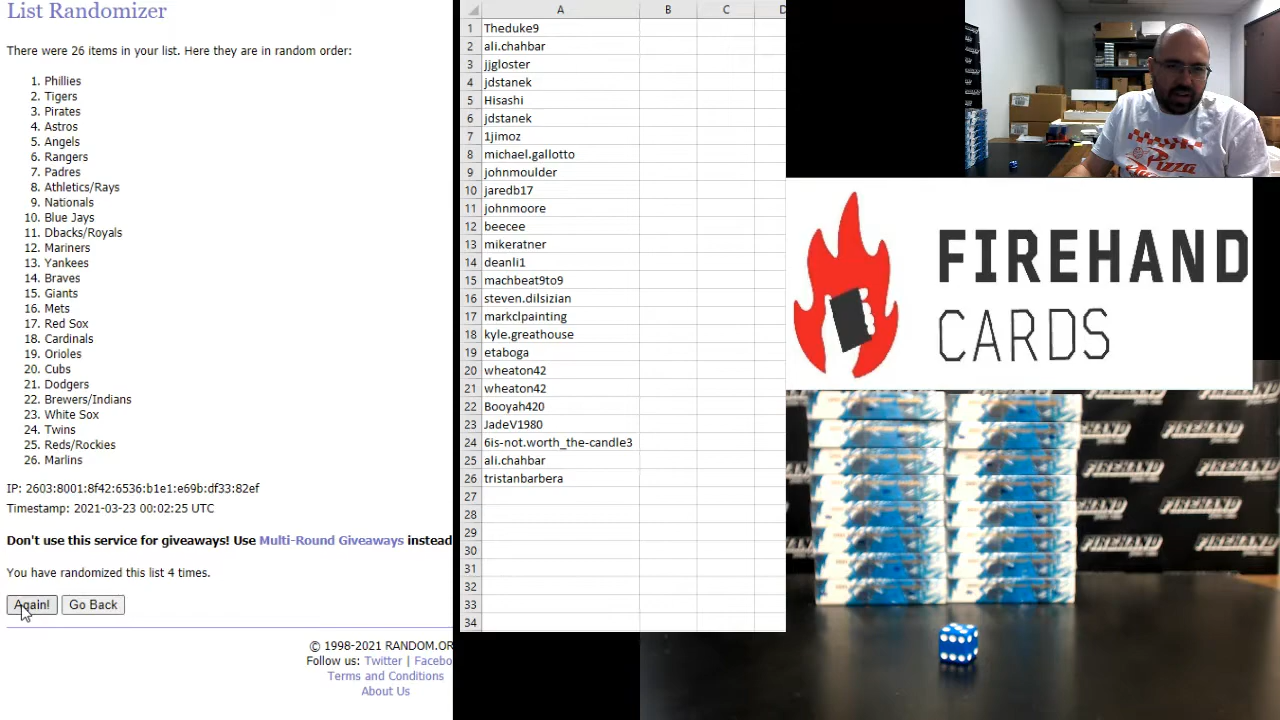 List Randomizer
There were 26 items in your list. Here they are in random order:
1. Phillies
2. Tigers
3. Pirates
4. Astros
5. Angels
6. Rangers
7. Padres
8. Athletics/Rays
9. Nationals
10. Blue Jays
11. Dbacks/Royals
12. Mariners
13. Yankees
14. Braves
15. Giants
16. Mets
17. Red Sox
18. Cardinals
19. Orioles
20. Cubs
21. Dodgers
22. Brewers/Indians
23. White Sox
24. Twins
25. Reds/Rockies
26. Marlins
IP: 2603:8001:8f42:6536:b1e1:e69b:df33:82ef
Timestamp: 2021-03-23 00:02:25 UTC
Don't use this service for giveaways! Use Multi-Round Giveaways instead
You have randomized this list 4 times.
Again! Go Back
© 1998-2021 RANDOM.OR
Follow us: Twitter | Facebo
Terms and Conditions
About Us
A B C D
1 Theduke9
2 ali.chahbar
3 jjgloster
4 jdstanek
5 Hisashi
6 jdstanek
7 1jimoz
8 michael.gallotto
9 johnmoulder
10 jaredb17
11 johnmoore
12 beecee
13 mikeratner
14 deanli1
15 machbeat9to9
16 steven.dilsizian
17 markclpainting
18 kyle.greathouse
19 etaboga
20 wheaton42
21 wheaton42
22 Booyah420
23 JadeV1980
24 6is-not.worth_the-candle3
25 ali.chahbar
26 tristanbarbera
27
28
29
30
31
32
33
34
Pizza
FIREHAND
CARDS
FIREHAND
FIREHAND
FIREHAND